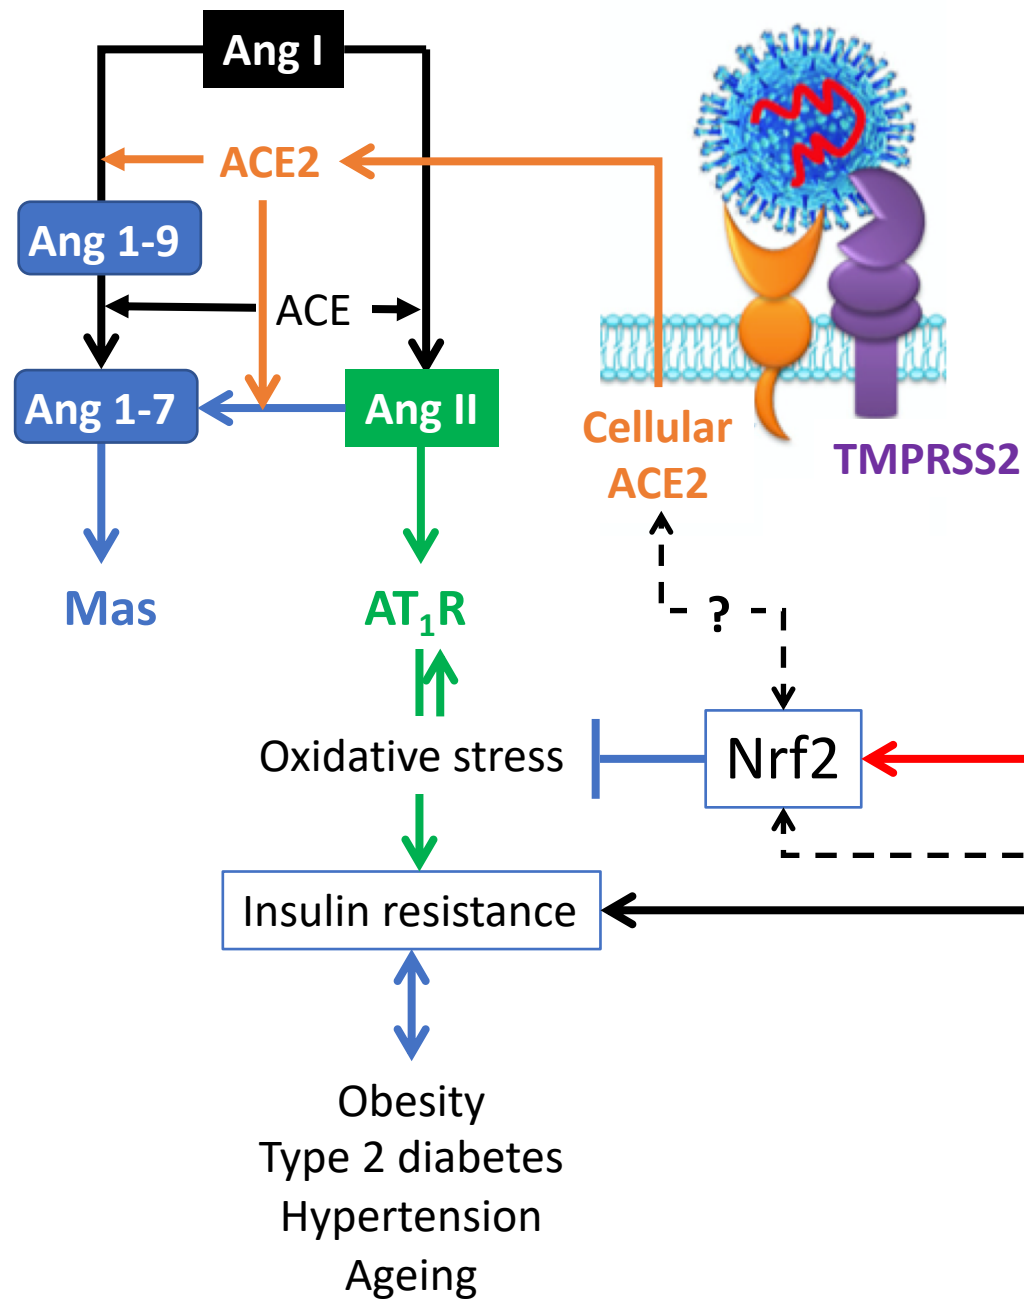 Ang I
ACE2
Ang 1-9
ACE
Ang 1-7
Ang II
Cellular
ACE2
TMPRSS2
Mas
AT₁R
?
Oxidative stress
Nrf2
Insulin resistance
Obesity
Type 2 diabetes
Hypertension
Ageing